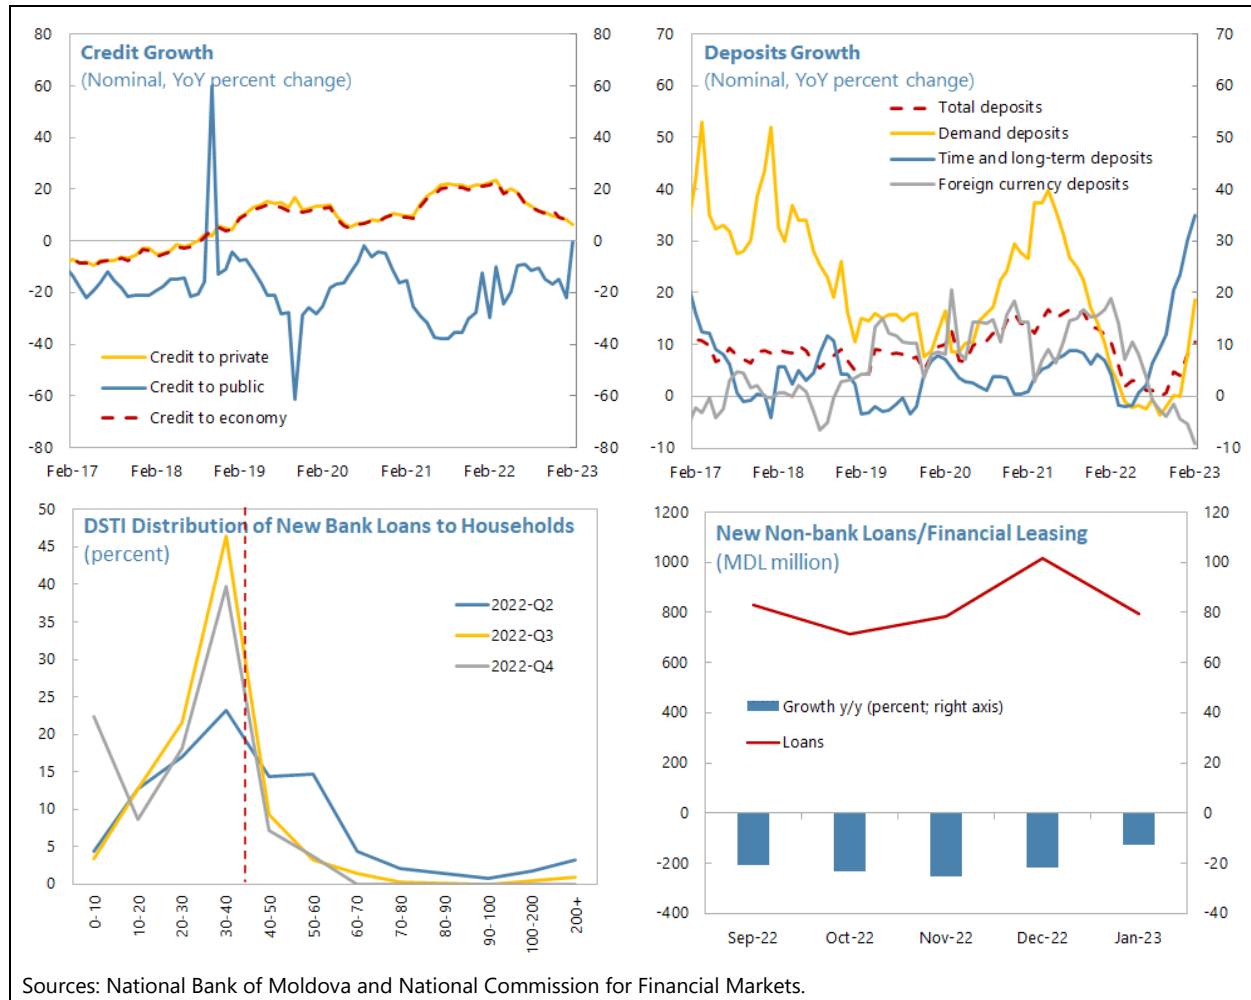 Credit Growth
(Nominal, YoY percent change)
80
60
40
20
0
-20
-40
-60
-80
80
60
40
20
0
-20
-40
-60
-80
Credit to private
Credit to public
Credit to economy
Feb-17 Feb-18 Feb-19 Feb-20 Feb-21 Feb-22 Feb-23
Deposits Growth
(Nominal, YoY percent change)
70
60
50
40
30
20
10
0
-10
70
60
50
40
30
20
10
0
-10
Total deposits
Demand deposits
Time and long-term deposits
Foreign currency deposits
Feb-17 Feb-18 Feb-19 Feb-20 Feb-21 Feb-22 Feb-23
DSTI Distribution of New Bank Loans to Households
(percent)
50
45
40
35
30
25
20
15
10
5
0
2022-Q2
2022-Q3
2022-Q4
0-10 10-20 20-30 30-40 40-50 50-60 60-70 70-80 80-90 90-100 100-200 200+
New Non-bank Loans/Financial Leasing
(MDL million)
1200
1000
800
600
400
200
0
-200
-400
120
100
80
60
40
20
0
-20
-40
Growth y/y (percent; right axis)
Loans
Sep-22 Oct-22 Nov-22 Dec-22 Jan-23
Sources: National Bank of Moldova and National Commission for Financial Markets.